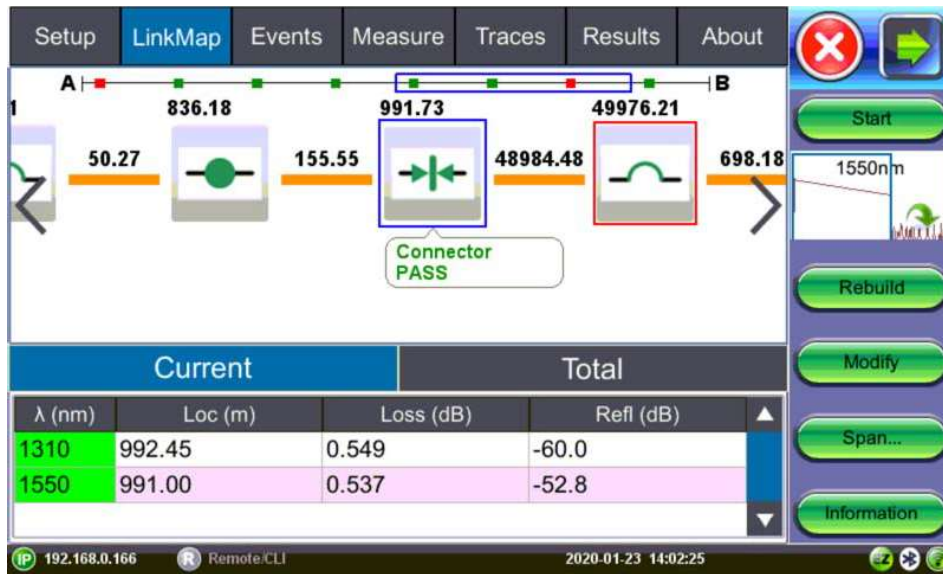 Setup LinkMap Events Measure Traces Results About
A B
1 836.18 991.73 49976.21
Start
50.27 155.55 48984.48 698.18
1550nm
Connector
PASS
Rebuild
Current Total
Modify
λ (nm) Loc (m) Loss (dB) Refl (dB)
1310 992.45 0.549 -60.0
Span...
1550 991.00 0.537 -52.8
Information
IP 192.168.0.166 R Remote/CLI 2020-01-23 14:02:25 EZ